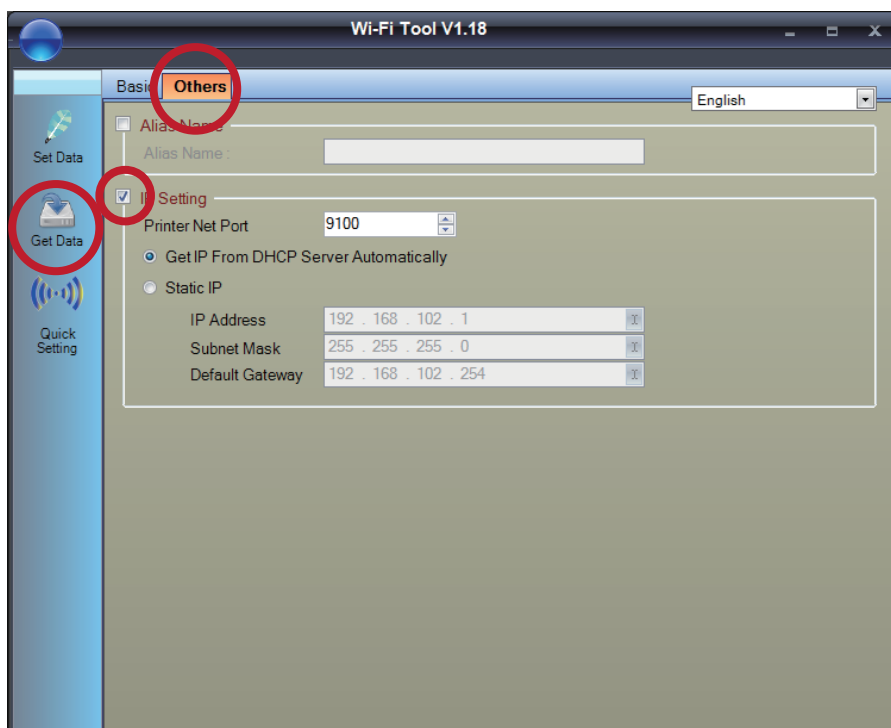 Wi-Fi Tool V1.18
Basic Others
English
Alias Name
Set Data
Alias Name :
IP Setting
Get Data
Printer Net Port 9100
Get IP From DHCP Server Automatically
Static IP
Quick
Setting
IP Address 192 . 168 . 102 . 1
Subnet Mask 255 . 255 . 255 . 0
Default Gateway 192 . 168 . 102 . 254